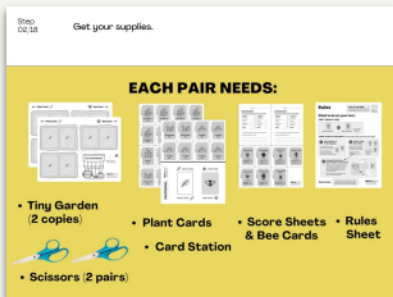 Step
02/18
Get your supplies.
EACH PAIR NEEDS:
Rules
• Tiny Garden
(2 copies)
• Plant Cards
• Card Station
• Score Sheets
& Bee Cards
• Rules
Sheet
• Scissors (2 pairs)